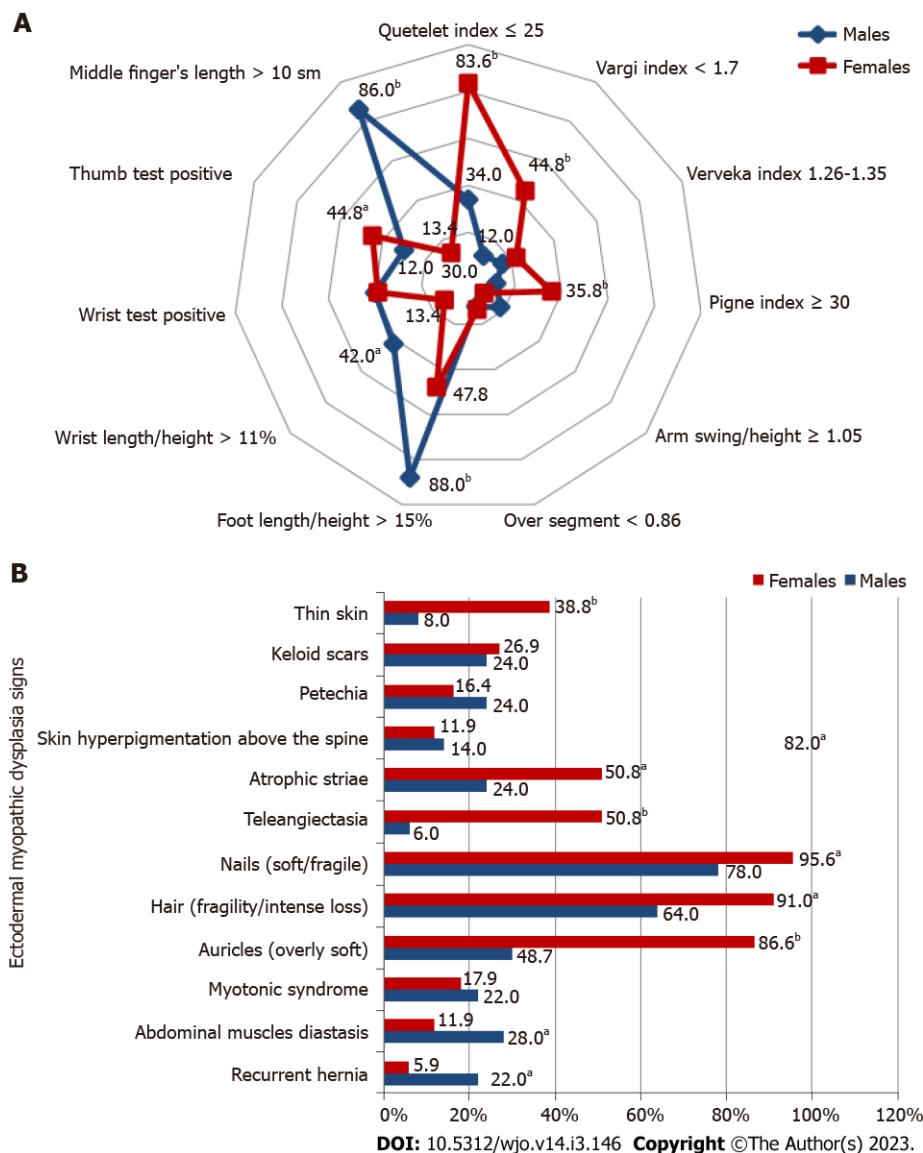 A
Quetelet index ≤ 25
Males
Females
83.6ᵇ
Middle finger's length > 10 sm
Vargi index < 1.7
86.0ᵇ
Thumb test positive
44.8ᵇ
Verveka index 1.26-1.35
34.0
44.8ᵃ
13.4
12.0
12.0
30.0
35.8ᵇ
Wrist test positive
13.4
Pigne index ≥ 30
42.0ᵃ
47.8
Wrist length/height > 11%
Arm swing/height ≥ 1.05
88.0ᵇ
Foot length/height > 15%
Over segment < 0.86
B
Females
Males
Ectodermal myopathic dysplasia signs
Thin skin
38.8ᵇ
8.0
Keloid scars
26.9
24.0
Petechia
16.4
24.0
Skin hyperpigmentation above the spine
11.9
14.0
82.0ᵃ
Atrophic striae
50.8ᵃ
24.0
Teleangiectasia
50.8ᵇ
6.0
Nails (soft/fragile)
95.6ᵃ
78.0
Hair (fragility/intense loss)
91.0ᵃ
64.0
Auricles (overly soft)
86.6ᵇ
48.7
Myotonic syndrome
17.9
22.0
Abdominal muscles diastasis
11.9
28.0ᵃ
Recurrent hernia
5.9
22.0ᵃ
0% 20% 40% 60% 80% 100% 120%
DOI: 10.5312/wjo.v14.i3.146 Copyright ©The Author(s) 2023.